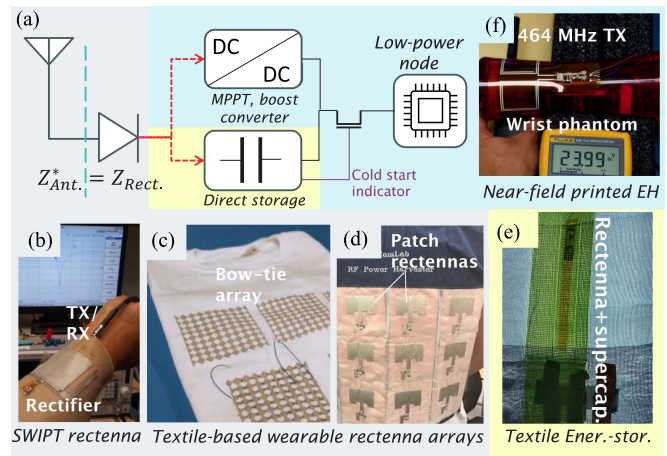 (a)
DC
DC
MPPT, boost
converter
Low-power
node
Z*Ant. = ZRect.
Direct storage
Cold start
indicator
(f)
464 MHz TX
Wrist phantom
FLUKE
23.99
Near-field printed EH
(b)
TX/
RX
Rectifier
SWIPT rectenna
(c)
Bow-tie
array
(d)
Patch
rectennas
RF Power Harvester
Textile-based wearable rectenna arrays
(e)
Rectenna+supercap.
Textile Ener.-stor.